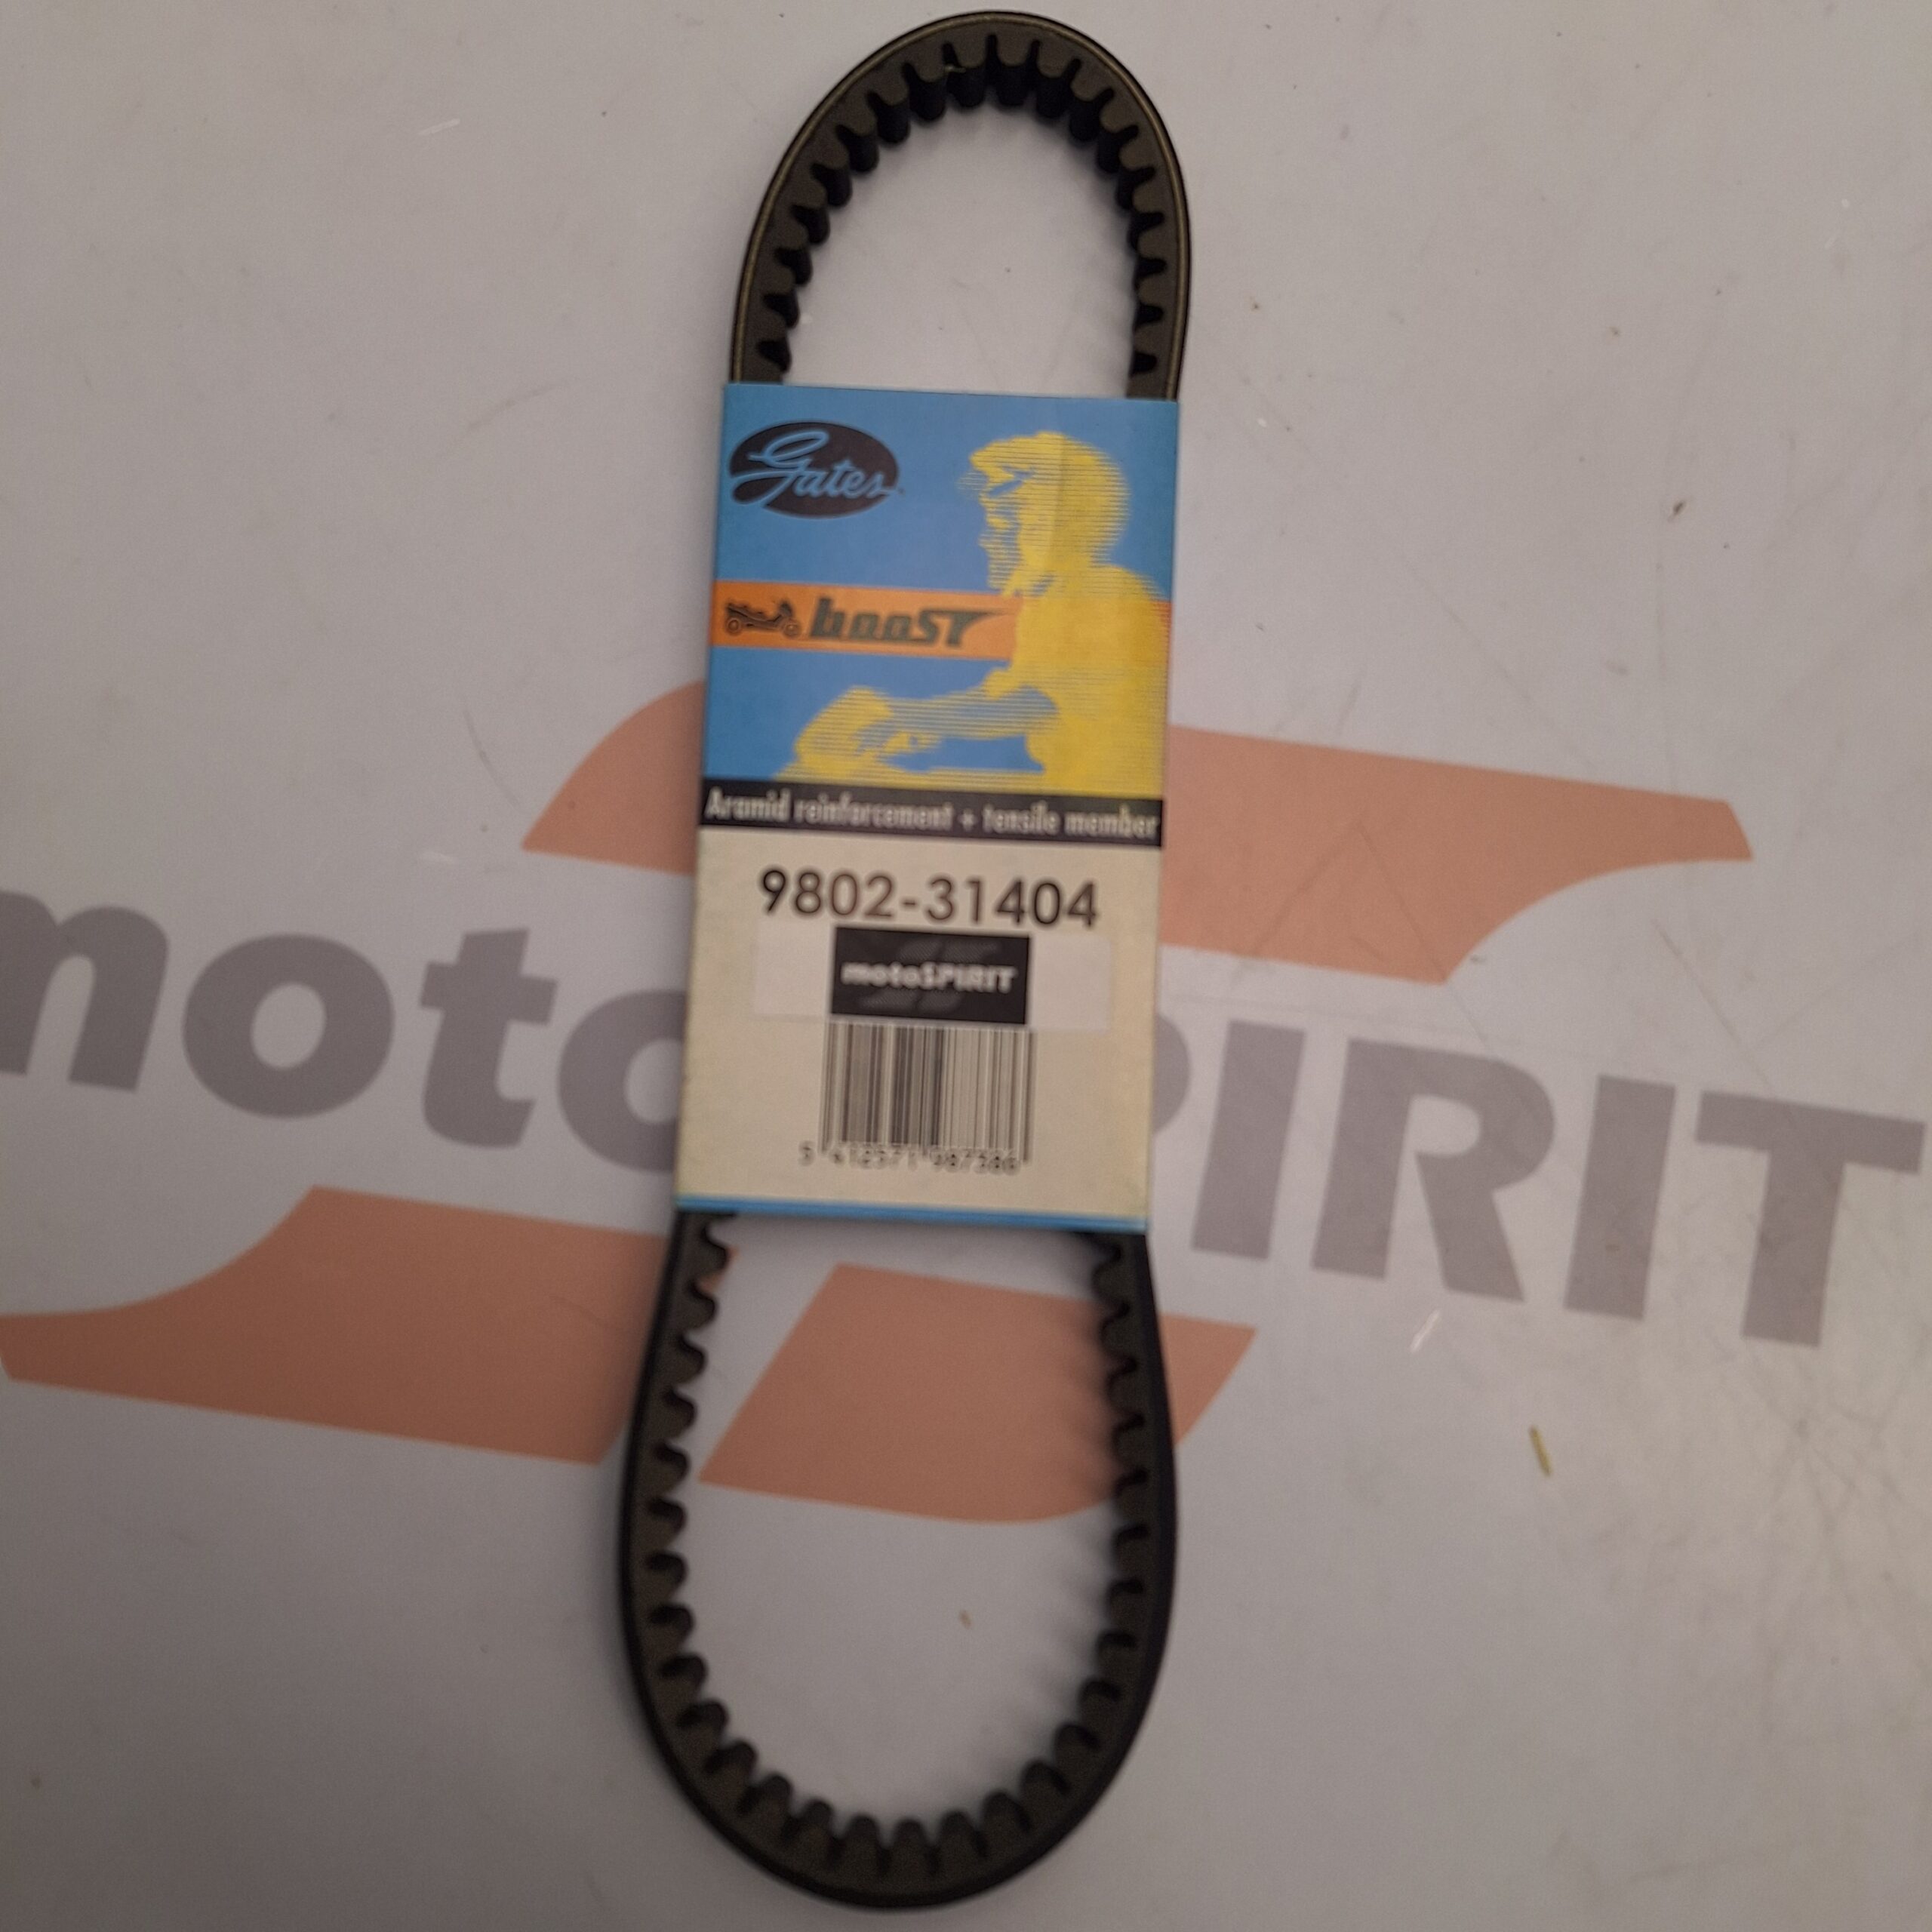 Gates
boost
Aramid reinforcement + tensile member
9802-31404
motoSPIRIT
motoSPIRIT